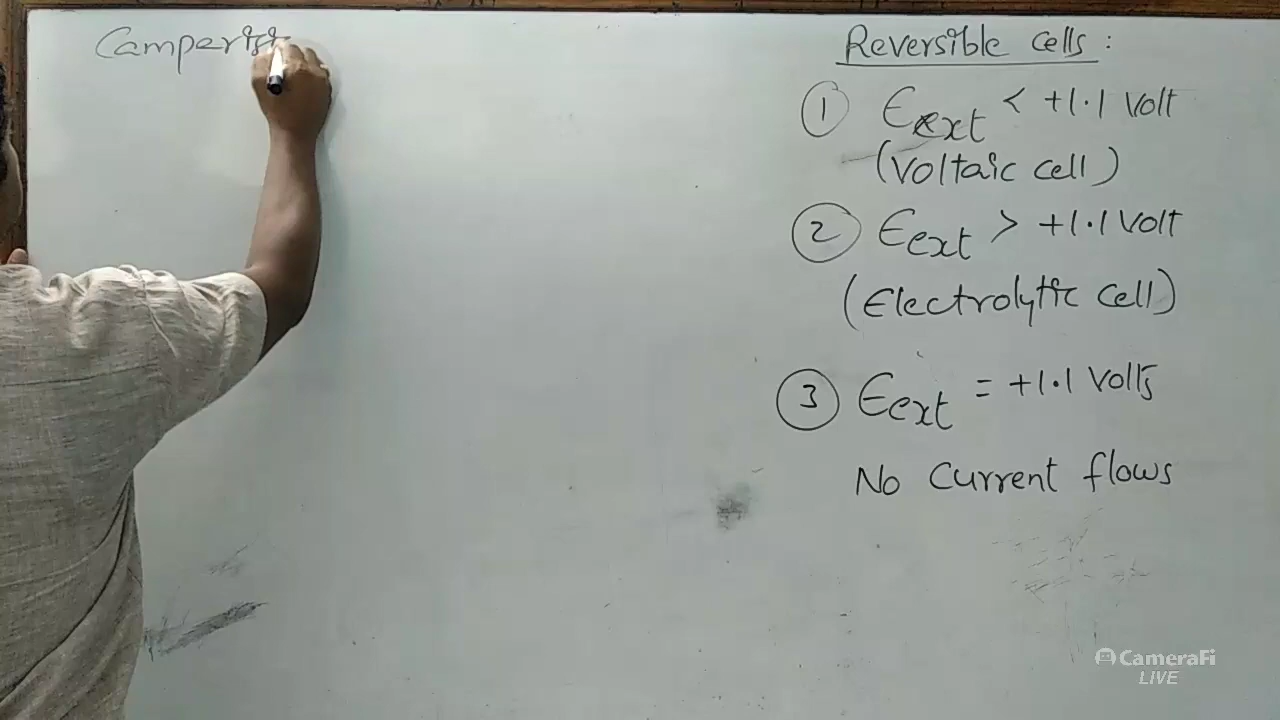 Camperisi
Reversible cells :
① Eext < +1.1 Volt
(Voltaic cell)
② Eext > +1.1 Volt
(Electrolytic cell)
③ Eext = +1.1 Volts
No Current flows
CameraFi
LIVE